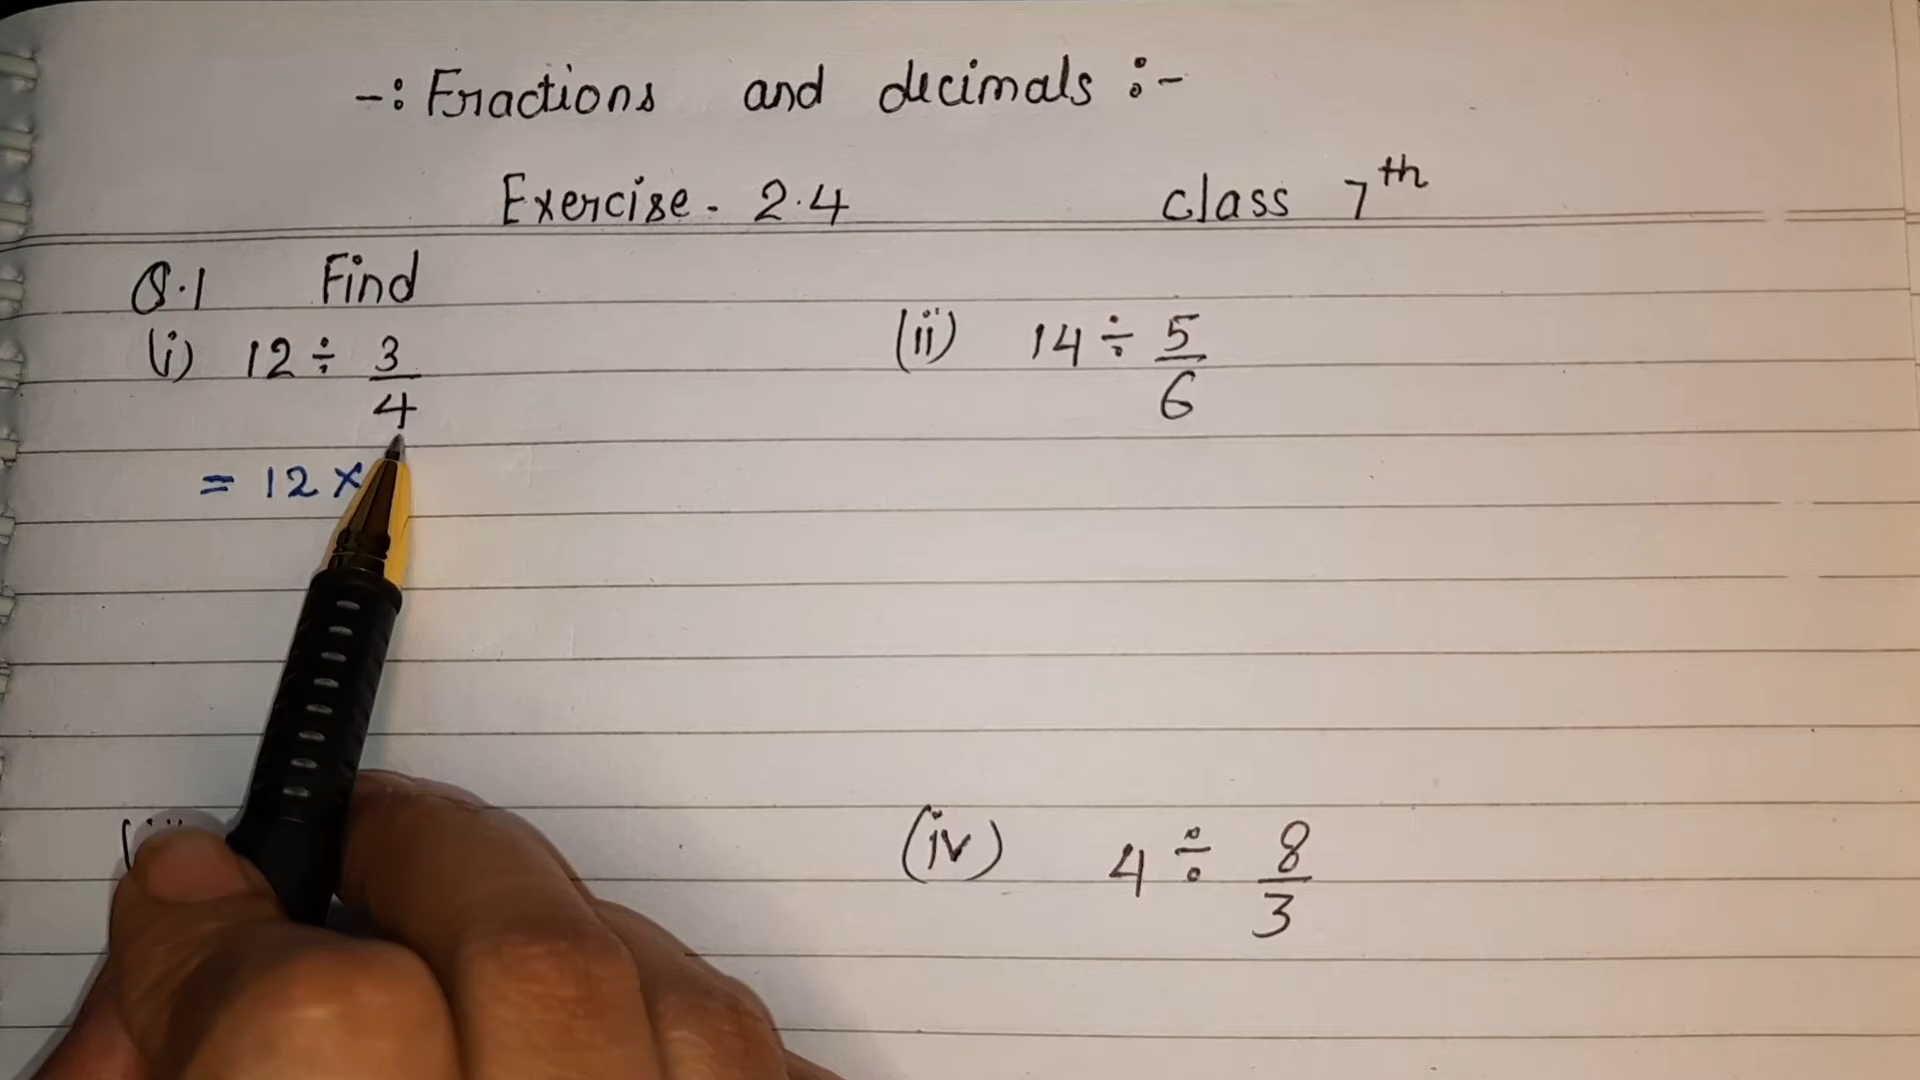 -: Fractions and decimals :-
Exercise - 2.4 class 7th
Q.1 Find
(i) 12 ÷ 3/4 (ii) 14 ÷ 5/6
= 12 ×
(iv) 4 ÷ 8/3